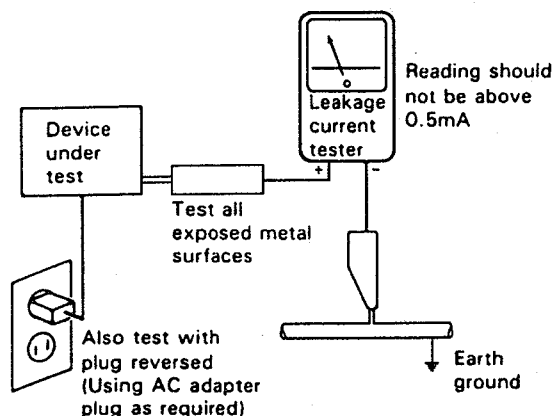 Device
under
test
Leakage
current
tester
+ -
Reading should
not be above
0.5mA
Test all
exposed metal
surfaces
Also test with
plug reversed
(Using AC adapter
plug as required)
Earth
ground